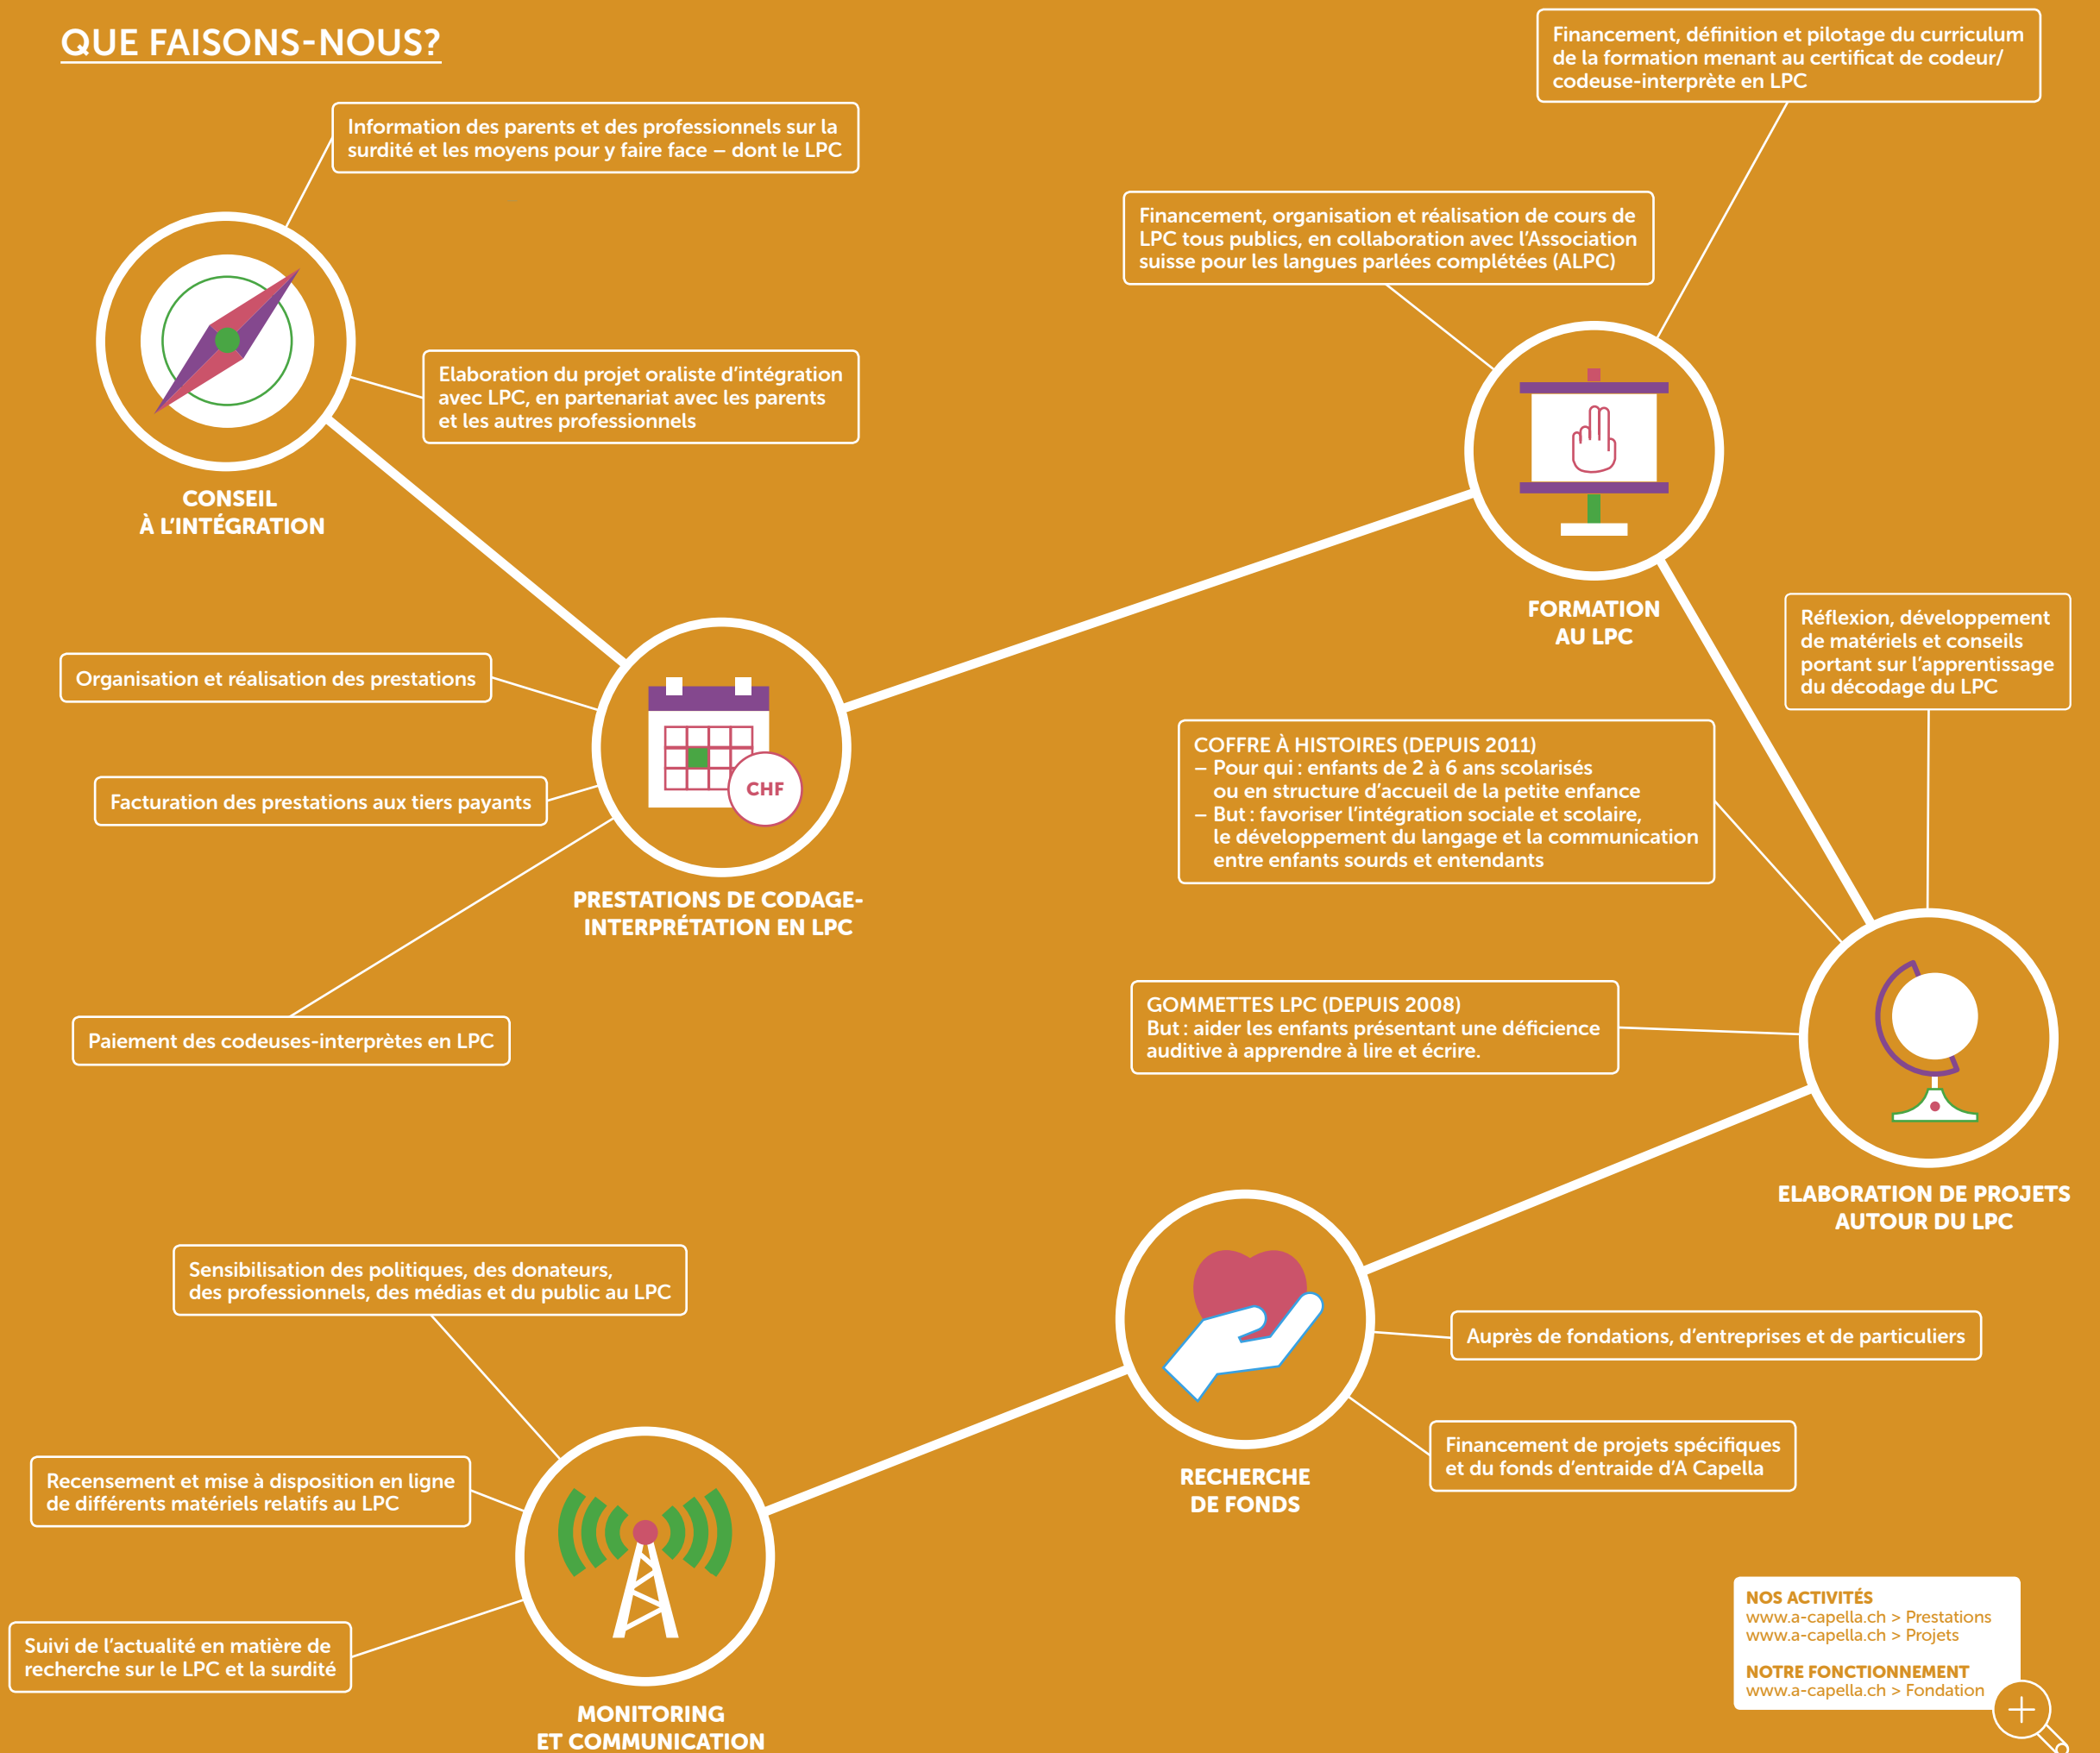 QUE FAISONS-NOUS?
Information des parents et des professionnels sur la
surdité et les moyens pour y faire face – dont le LPC
Elaboration du projet oraliste d’intégration
avec LPC, en partenariat avec les parents
et les autres professionnels
CONSEIL
À L’INTÉGRATION
Organisation et réalisation des prestations
Facturation des prestations aux tiers payants
Paiement des codeuses-interprètes en LPC
CHF
PRESTATIONS DE CODAGE-
INTERPRÉTATION EN LPC
Financement, définition et pilotage du curriculum
de la formation menant au certificat de codeur/
codeuse-interprète en LPC
Financement, organisation et réalisation de cours de
LPC tous publics, en collaboration avec l’Association
suisse pour les langues parlées complétées (ALPC)
FORMATION
AU LPC
Réflexion, développement
de matériels et conseils
portant sur l’apprentissage
du décodage du LPC
COFFRE À HISTOIRES (DEPUIS 2011)
– Pour qui : enfants de 2 à 6 ans scolarisés
ou en structure d’accueil de la petite enfance
– But : favoriser l’intégration sociale et scolaire,
le développement du langage et la communication
entre enfants sourds et entendants
GOMMETTES LPC (DEPUIS 2008)
But : aider les enfants présentant une déficience
auditive à apprendre à lire et écrire.
ELABORATION DE PROJETS
AUTOUR DU LPC
Auprès de fondations, d’entreprises et de particuliers
Financement de projets spécifiques
et du fonds d’entraide d’A Capella
RECHERCHE
DE FONDS
Sensibilisation des politiques, des donateurs,
des professionnels, des médias et du public au LPC
Recensement et mise à disposition en ligne
de différents matériels relatifs au LPC
Suivi de l’actualité en matière de
recherche sur le LPC et la surdité
MONITORING
ET COMMUNICATION
NOS ACTIVITÉS
www.a-capella.ch > Prestations
www.a-capella.ch > Projets
NOTRE FONCTIONNEMENT
www.a-capella.ch > Fondation